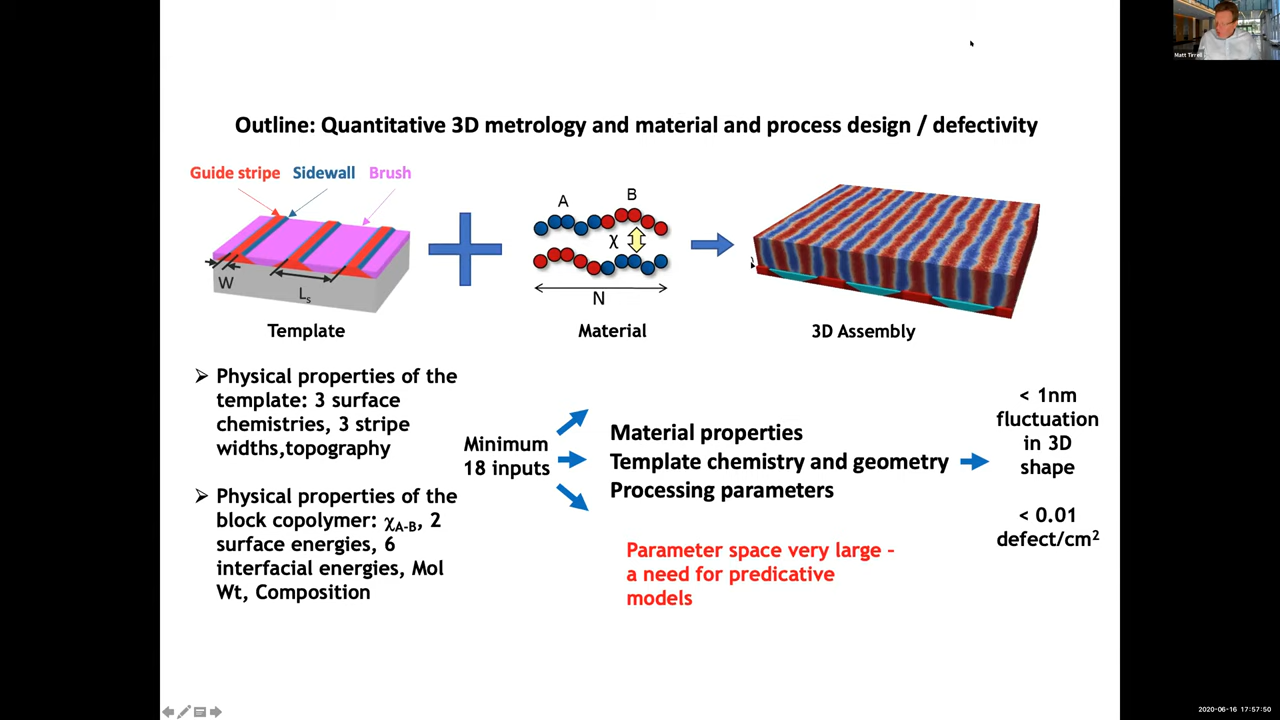 Matt Tirrell
Outline: Quantitative 3D metrology and material and process design / defectivity
Guide stripe Sidewall Brush
W
Ls
A
B
χ
N
Template
Material
3D Assembly
➢ Physical properties of the
template: 3 surface
chemistries, 3 stripe
widths,topography
➢ Physical properties of the
block copolymer: χA-B, 2
surface energies, 6
interfacial energies, Mol
Wt, Composition
Minimum
18 inputs
Material properties
Template chemistry and geometry
Processing parameters
Parameter space very large –
a need for predicative
models
< 1nm
fluctuation
in 3D
shape
< 0.01
defect/cm²
2020-06-16 17:57:50